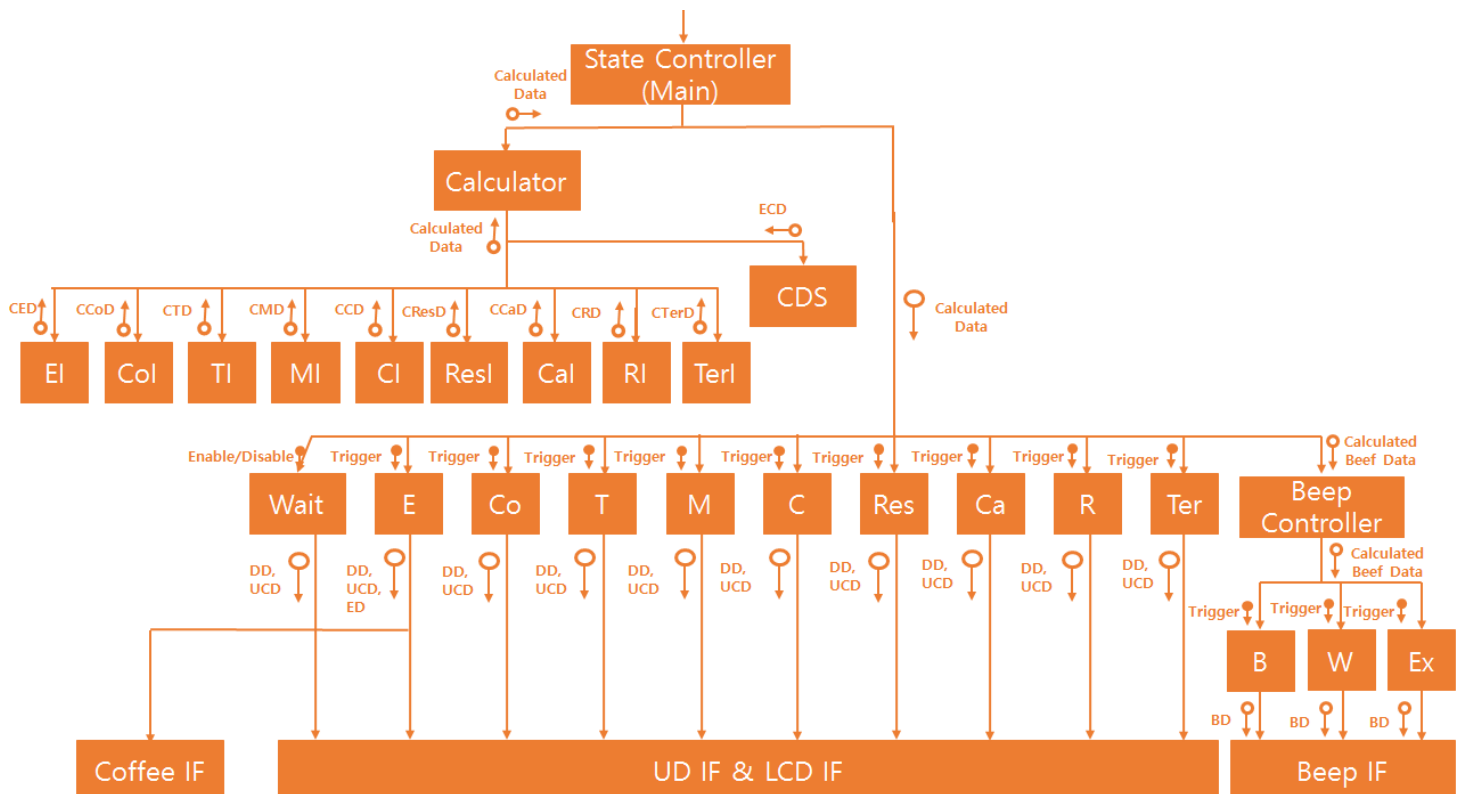 State Controller
(Main)
Calculated
Data
Calculator
Calculated
Data
ECD
CDS
Calculated
Data
CED
CCoD
CTD
CMD
CCD
CResD
CCaD
CRD
CTerD
EI
CoI
TI
MI
CI
ResI
CaI
RI
TerI
Enable/Disable
Trigger
Trigger
Trigger
Trigger
Trigger
Trigger
Trigger
Trigger
Trigger
Calculated
Beef Data
Wait
E
Co
T
M
C
Res
Ca
R
Ter
Beep
Controller
DD,
UCD
DD,
UCD,
ED
DD,
UCD
DD,
UCD
DD,
UCD
DD,
UCD
DD,
UCD
DD,
UCD
DD,
UCD
DD,
UCD
Calculated
Beef Data
Trigger
Trigger
Trigger
B
W
Ex
BD
BD
BD
Coffee IF
UD IF & LCD IF
Beep IF